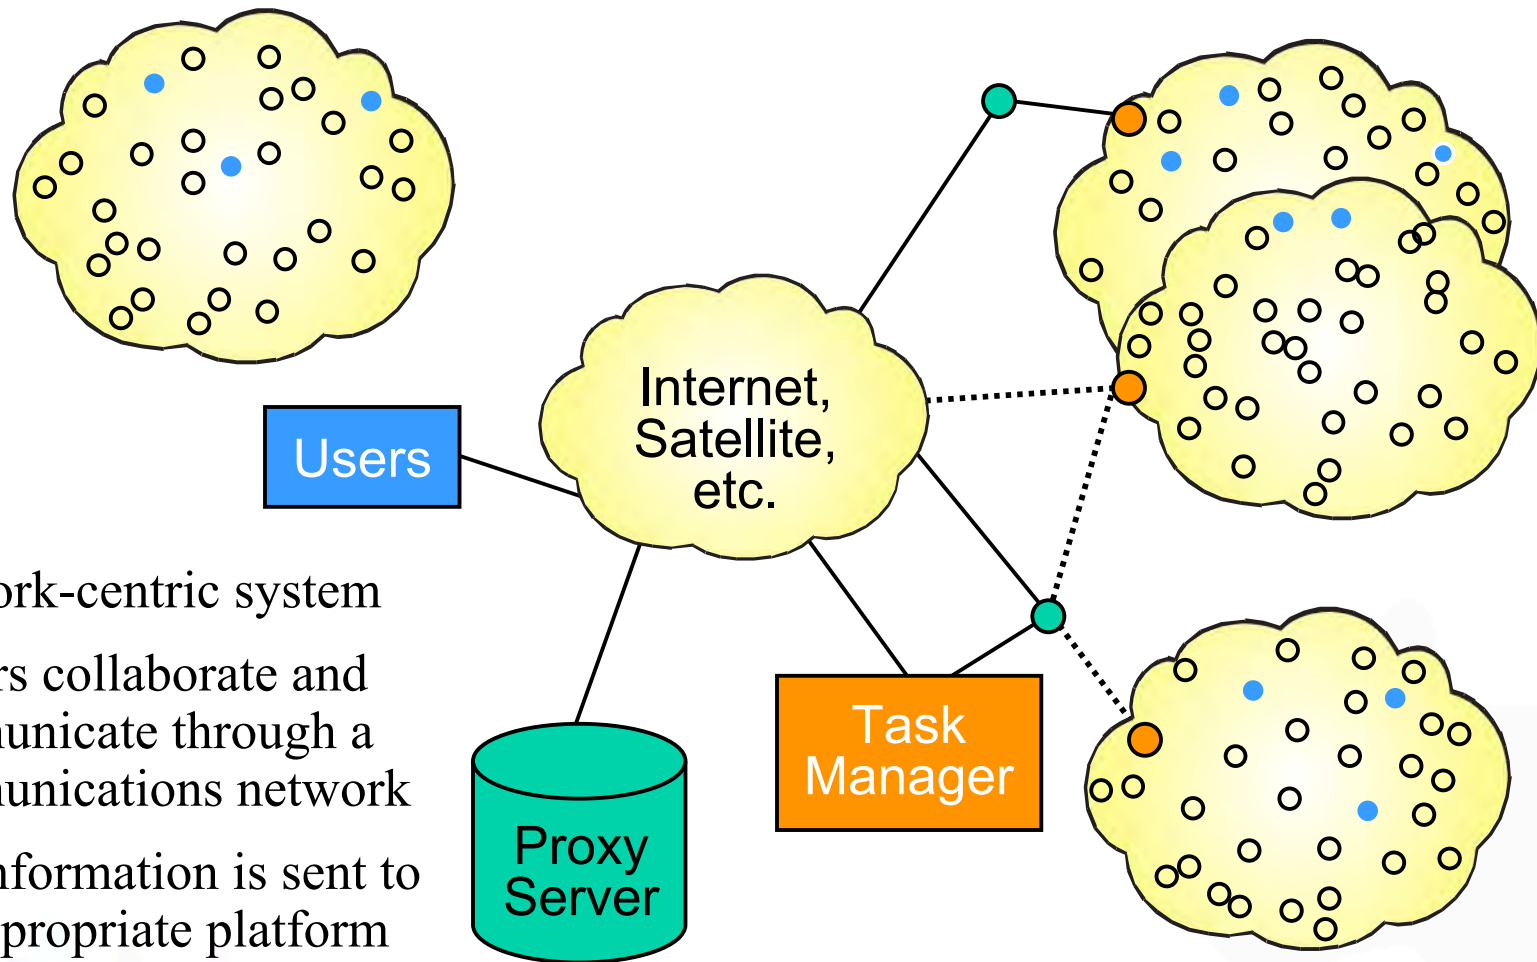 Internet,
Satellite,
etc.
Users
ork-centric system
rs collaborate and
unicate through a
unications network
nformation is sent to
propriate platform
Task
Manager
Proxy
Server